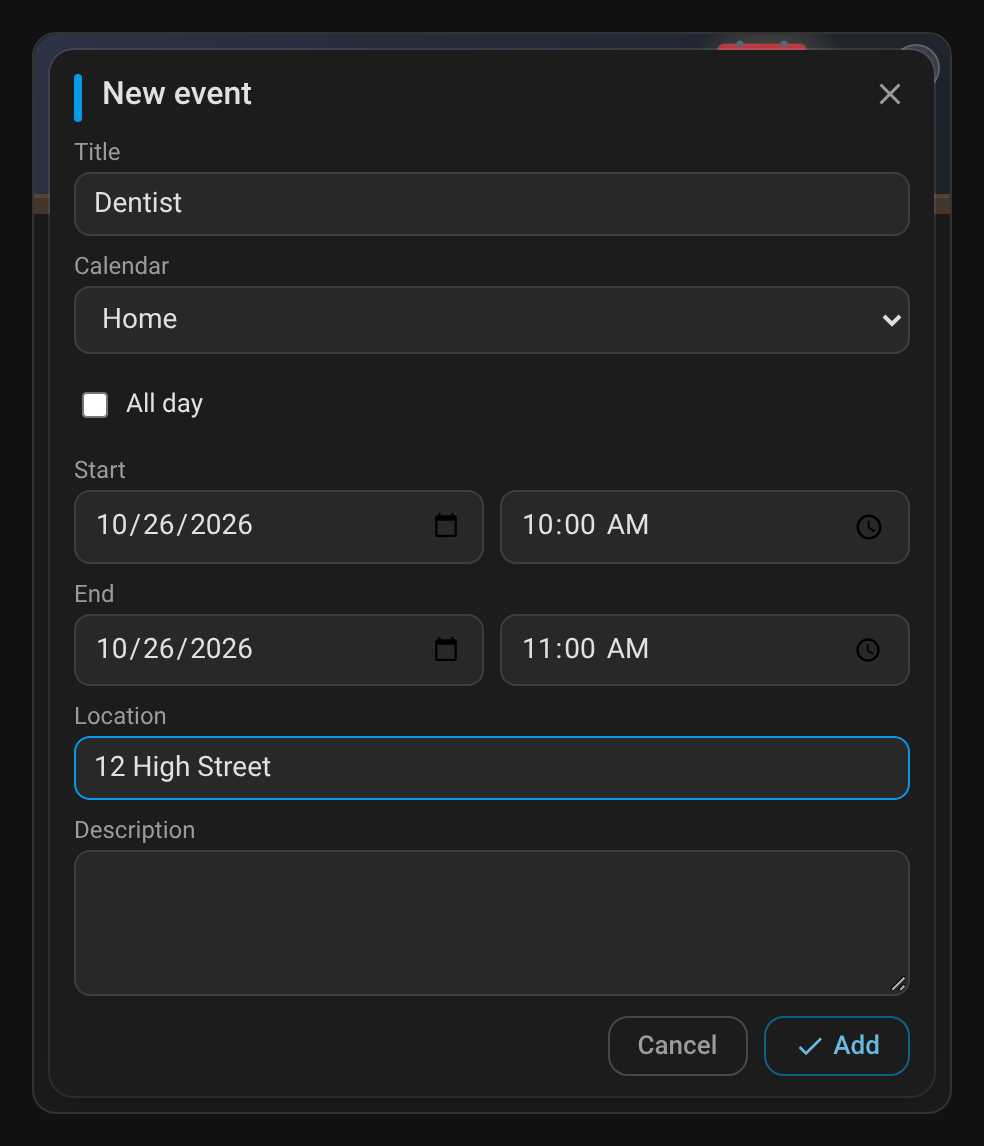 New event
Title
Dentist
Calendar
Home
All day
Start
10/26/2026 10:00 AM
End
10/26/2026 11:00 AM
Location
12 High Street
Description
Cancel Add